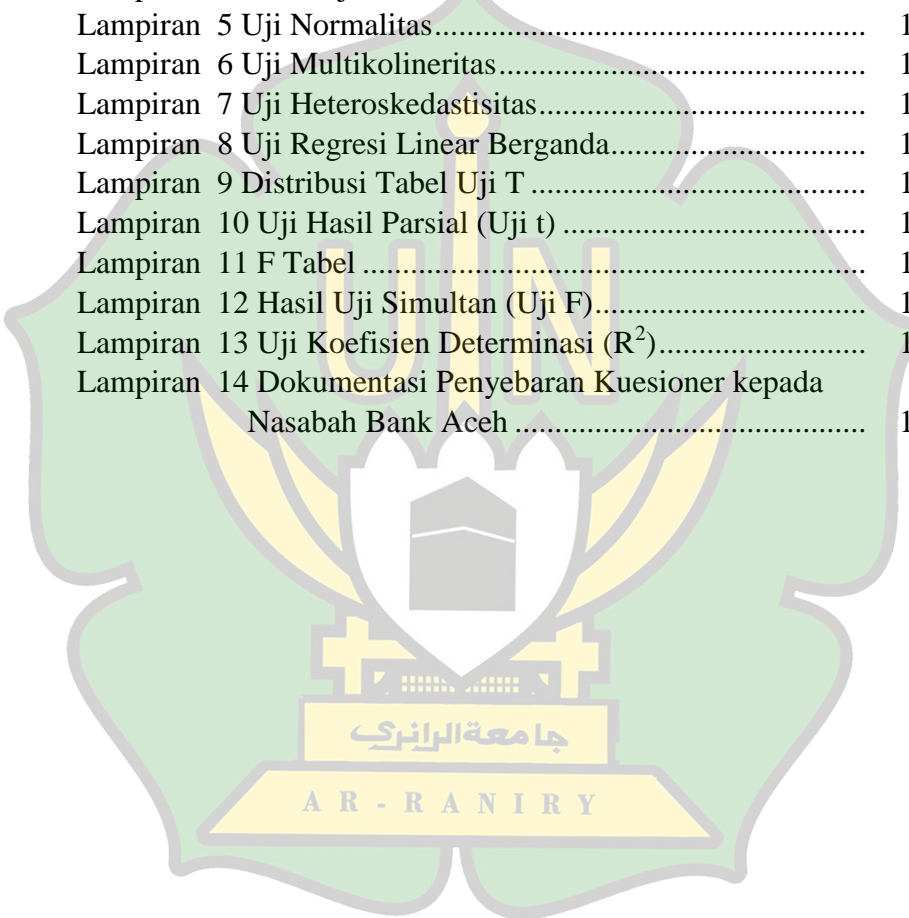 Lampiran 5 Uji Normalitas...................................................... 1
Lampiran 6 Uji Multikolineritas.............................................. 1
Lampiran 7 Uji Heteroskedastisitas......................................... 1
Lampiran 8 Uji Regresi Linear Berganda................................ 1
Lampiran 9 Distribusi Tabel Uji T .......................................... 1
Lampiran 10 Uji Hasil Parsial (Uji t) ...................................... 1
Lampiran 11 F Tabel ............................................................... 1
Lampiran 12 Hasil Uji Simultan (Uji F).................................. 1
Lampiran 13 Uji Koefisien Determinasi (R²).......................... 1
Lampiran 14 Dokumentasi Penyebaran Kuesioner kepada
Nasabah Bank Aceh ............................................ 1
UIN
جامعةالرانري
AR-RANIRY